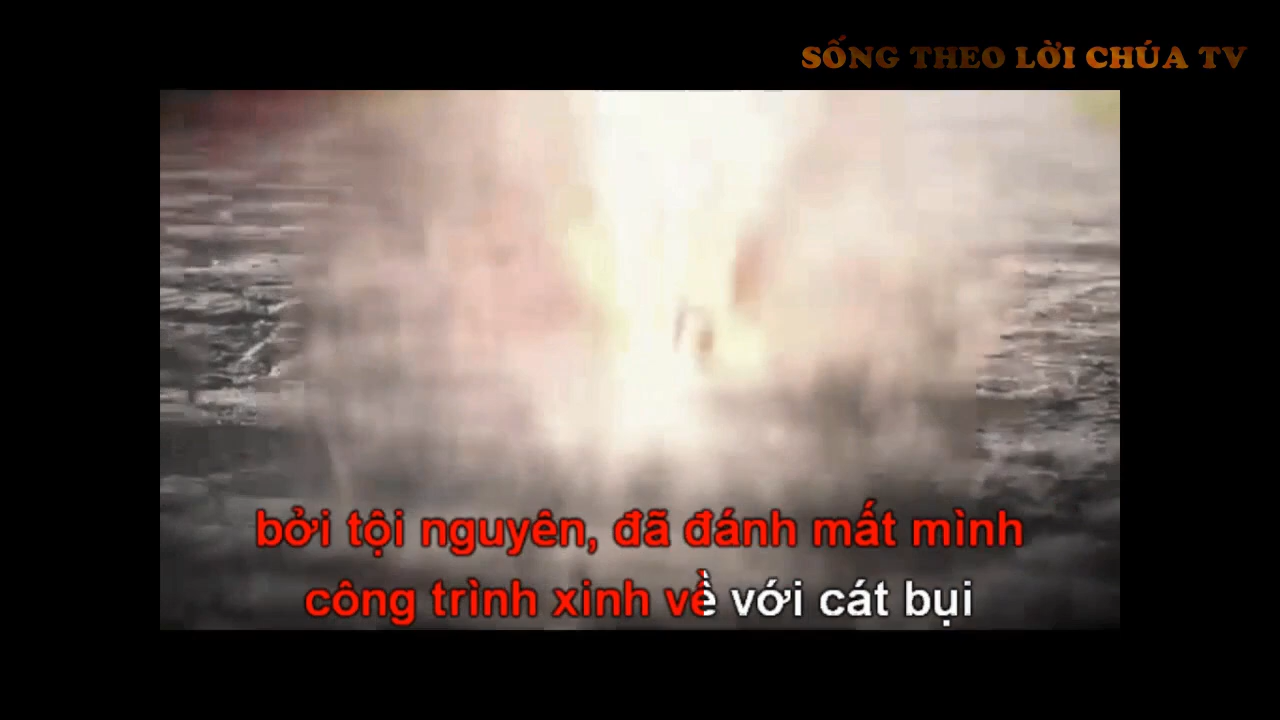 SỐNG THEO LỜI CHÚA TV
bởi tội nguyên, đã đánh mất mình
công trình xinh về với cát bụi